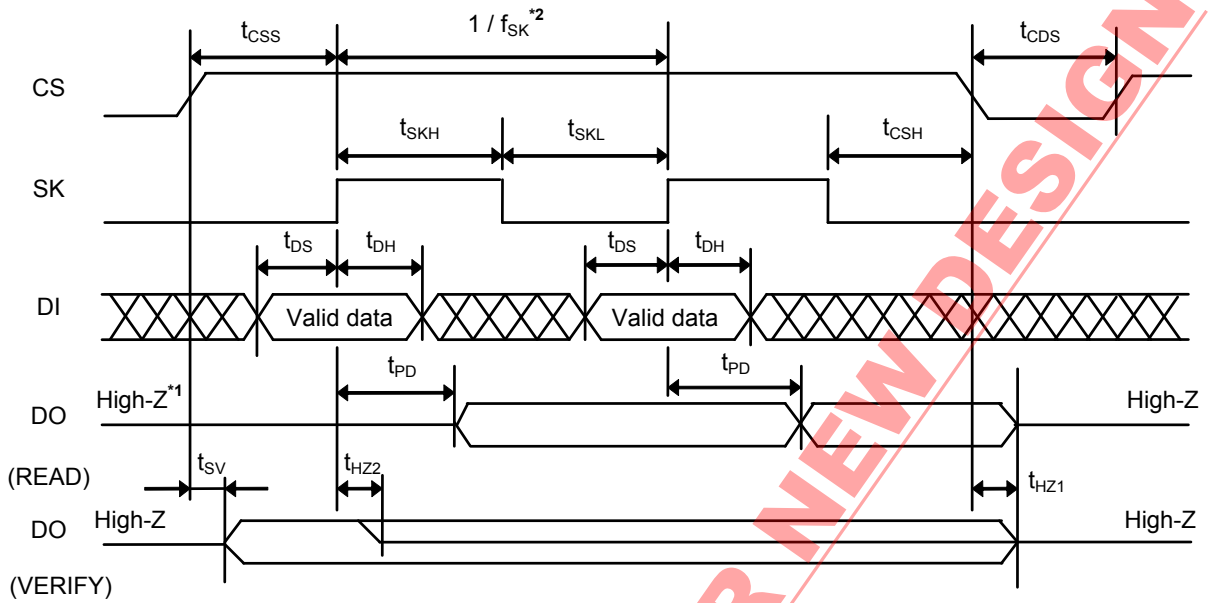 tCSS 1 / fSK*2 tCDS
CS
tSKH tSKL tCSH
SK
tDS tDH tDS tDH
DI Valid data Valid data
tPD tPD
DO High-Z*1 High-Z
(READ) tSV tHZ2 tHZ1
DO High-Z High-Z
(VERIFY)
R NEW DESIGN